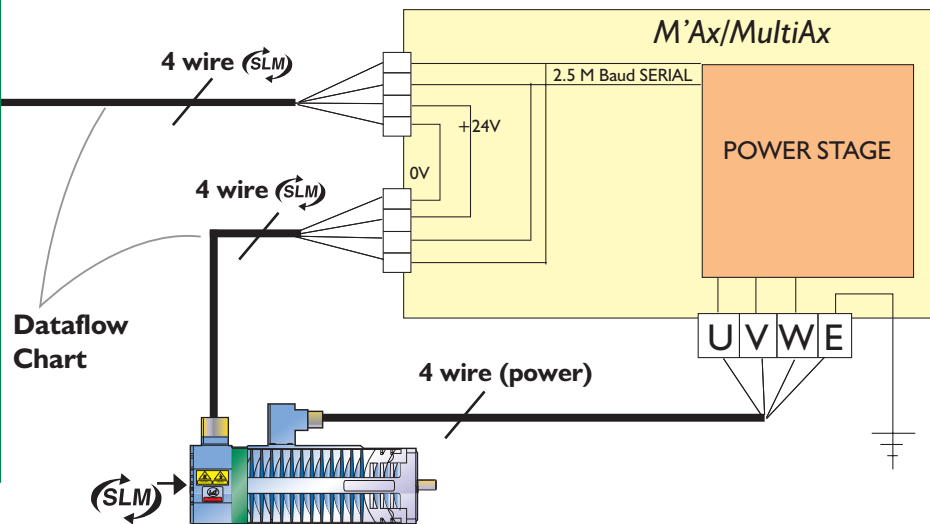 M'Ax/MultiAx
4 wire SLM
2.5 M Baud SERIAL
+24V
POWER STAGE
0V
4 wire SLM
Dataflow
Chart
U V W E
4 wire (power)
SLM